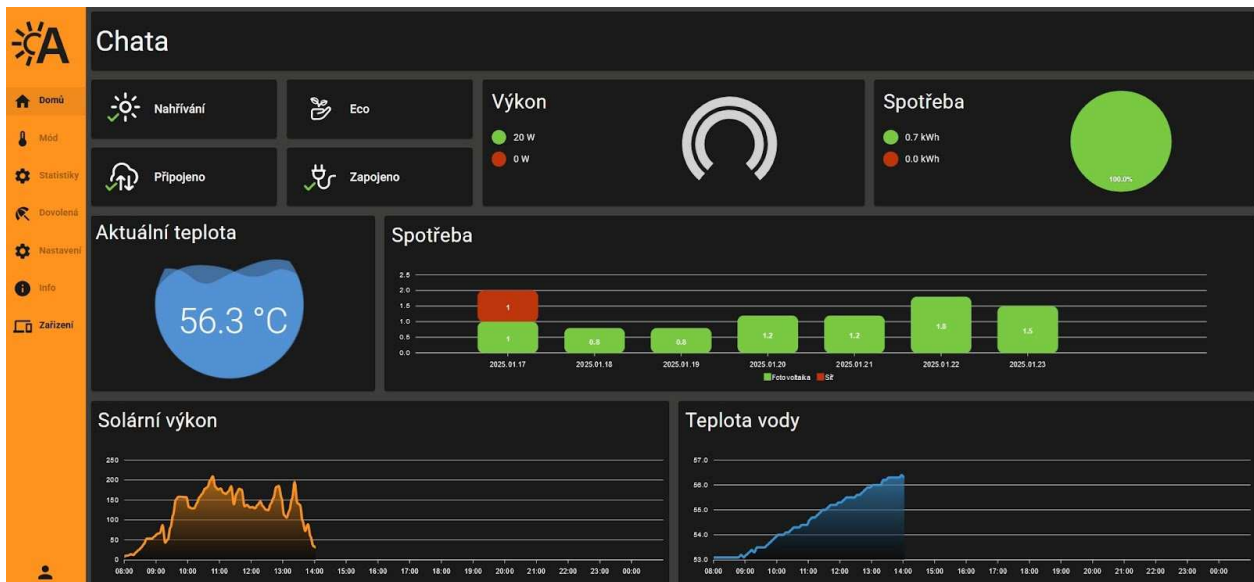 A
Chata
Domů
Mód
Statistiky
Dovolená
Nastavení
Info
Zařízení
Nahřívání
Eco
Připojeno
Zapojeno
Výkon
20 W
0 W
Spotřeba
0.7 kWh
0.0 kWh
100.0%
Aktuální teplota
56.3 °C
Spotřeba
2.5
2.0
1.5
1.0
0.5
0.0
1
1
0.8
0.8
1.2
1.2
1.8
1.5
2025.01.17 2025.01.18 2025.01.19 2025.01.20 2025.01.21 2025.01.22 2025.01.23
Fotovoltaika Síť
Solární výkon
250
200
150
100
50
0
08:00 09:00 10:00 11:00 12:00 13:00 14:00 15:00 16:00 17:00 18:00 19:00 20:00 21:00 22:00 23:00 00:00
Teplota vody
57.0
56.0
55.0
54.0
53.0
08:00 09:00 10:00 11:00 12:00 13:00 14:00 15:00 16:00 17:00 18:00 19:00 20:00 21:00 22:00 23:00 00:00